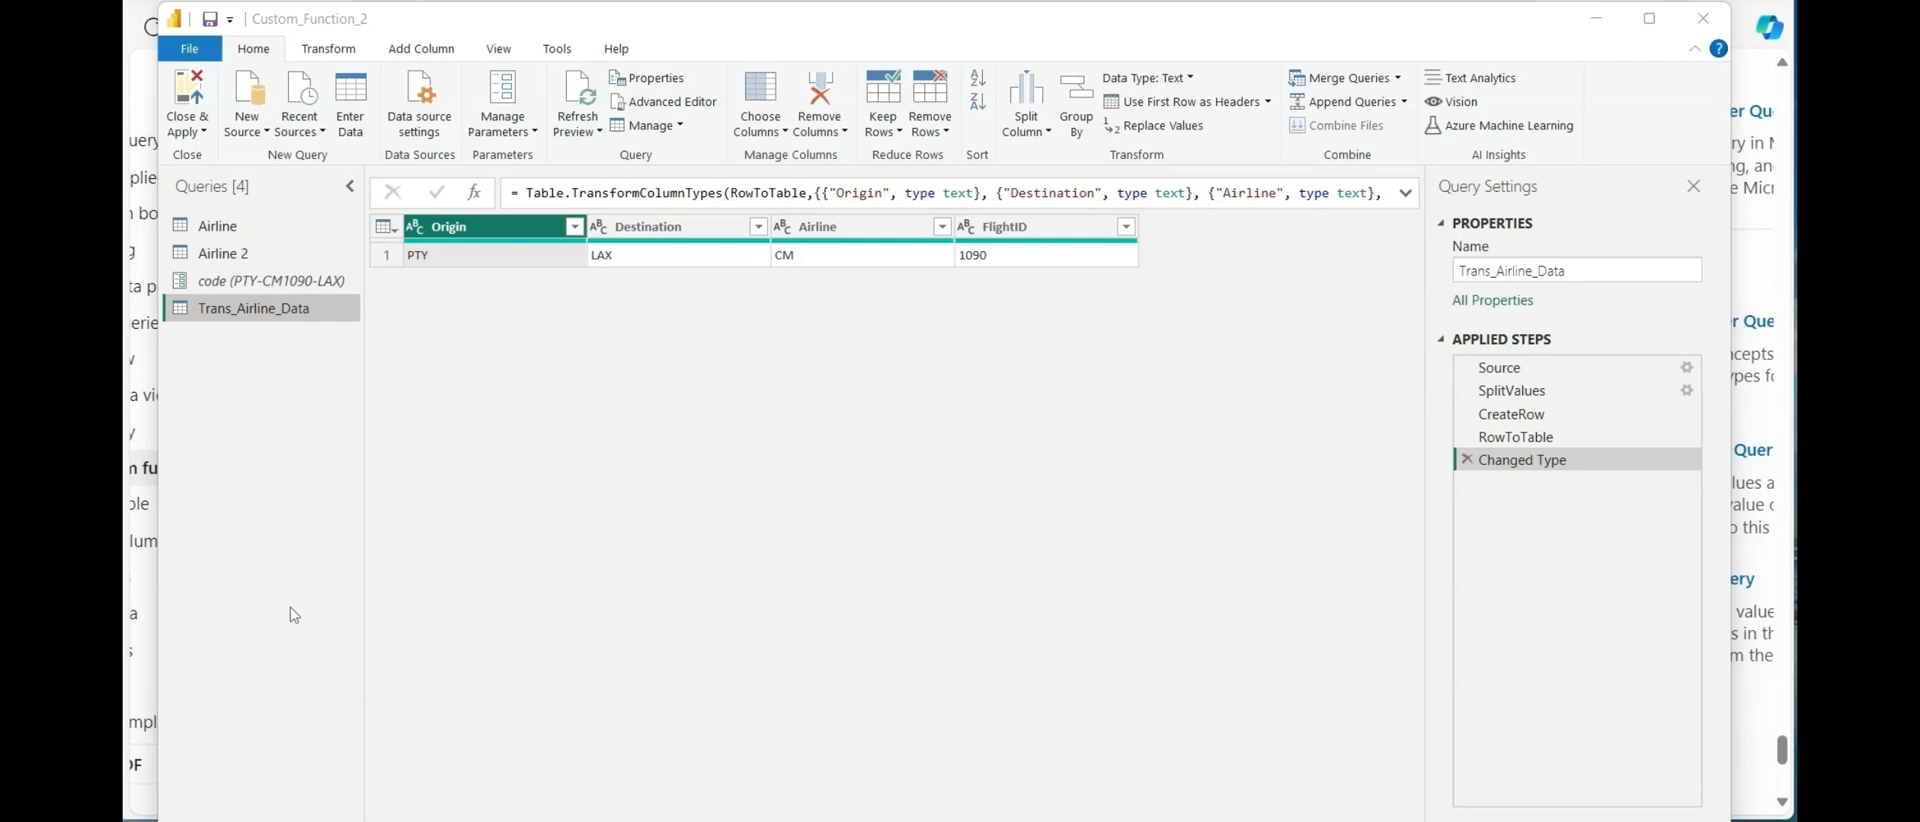 Custom_Function_2
File Home Transform Add Column View Tools Help
Close & Apply
New Source
Recent Sources
Enter Data
Data source settings
Manage Parameters
Refresh Preview
Properties
Advanced Editor
Manage
Choose Columns
Remove Columns
Keep Rows
Remove Rows
Split Column
Group By
Data Type: Text
Use First Row as Headers
Replace Values
Merge Queries
Append Queries
Combine Files
Text Analytics
Vision
Azure Machine Learning
Close New Query Data Sources Parameters Query Manage Columns Reduce Rows Sort Transform Combine AI Insights
Queries [4]
Airline
Airline 2
code (PTY-CM1090-LAX)
Trans_Airline_Data
fx = Table.TransformColumnTypes(RowToTable,{{"Origin", type text}, {"Destination", type text}, {"Airline", type text},
ABC Origin ABC Destination ABC Airline ABC FlightID
1 PTY LAX CM 1090
Query Settings
PROPERTIES
Name
Trans_Airline_Data
All Properties
APPLIED STEPS
Source
SplitValues
CreateRow
RowToTable
Changed Type